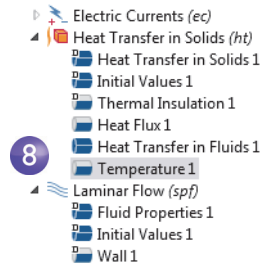 Electric Currents (ec)
Heat Transfer in Solids (ht)
Heat Transfer in Solids 1
Initial Values 1
Thermal Insulation 1
Heat Flux 1
Heat Transfer in Fluids 1
8 Temperature 1
Laminar Flow (spf)
Fluid Properties 1
Initial Values 1
Wall 1